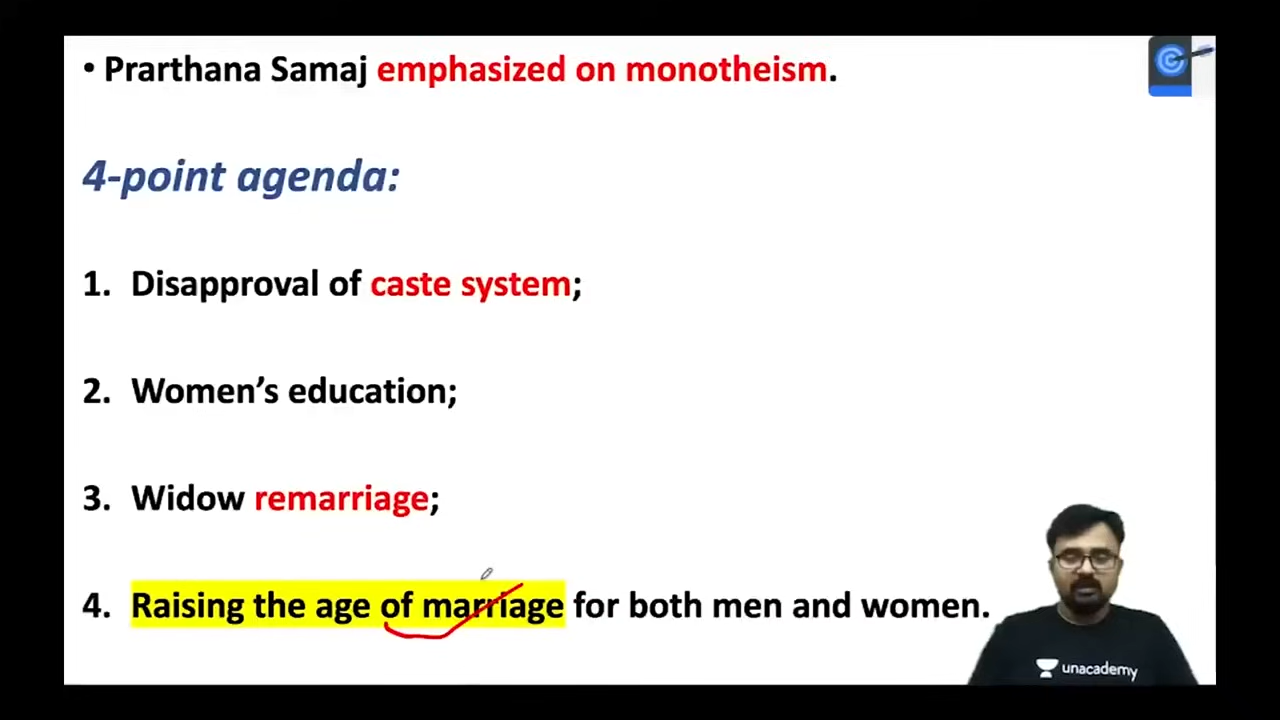 • Prarthana Samaj emphasized on monotheism.
4-point agenda:
1. Disapproval of caste system;
2. Women’s education;
3. Widow remarriage;
4. Raising the age of marriage for both men and women.
unacademy